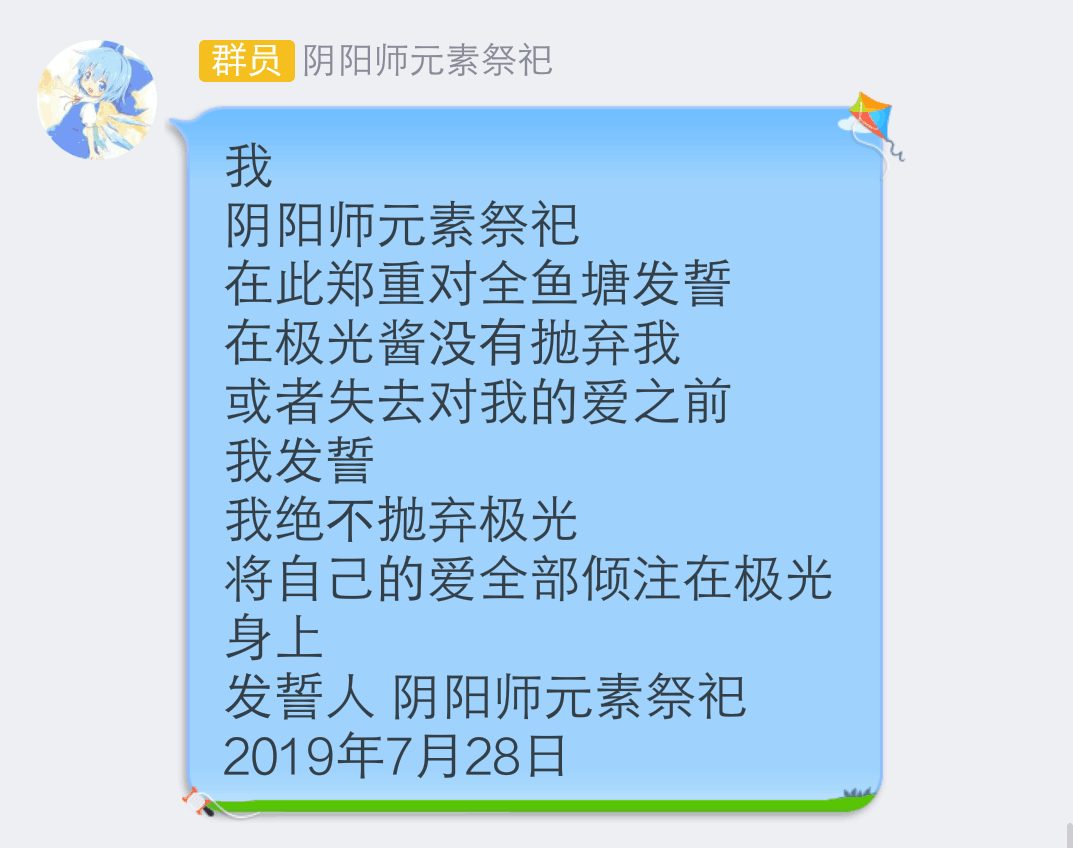 群员 阴阳师元素祭祀
我
阴阳师元素祭祀
在此郑重对全鱼塘发誓
在极光酱没有抛弃我
或者失去对我的爱之前
我发誓
我绝不抛弃极光
将自己的爱全部倾注在极光
身上
发誓人 阴阳师元素祭祀
2019年7月28日